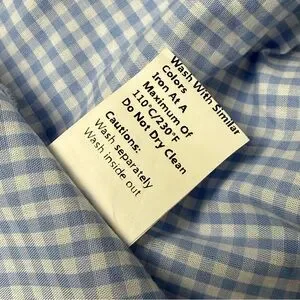 Wash With Similar
Colors
Iron At A
Maximum Of
110°C/230°F
Do Not Dry Clean
Cautions:
Wash separately
Wash inside out